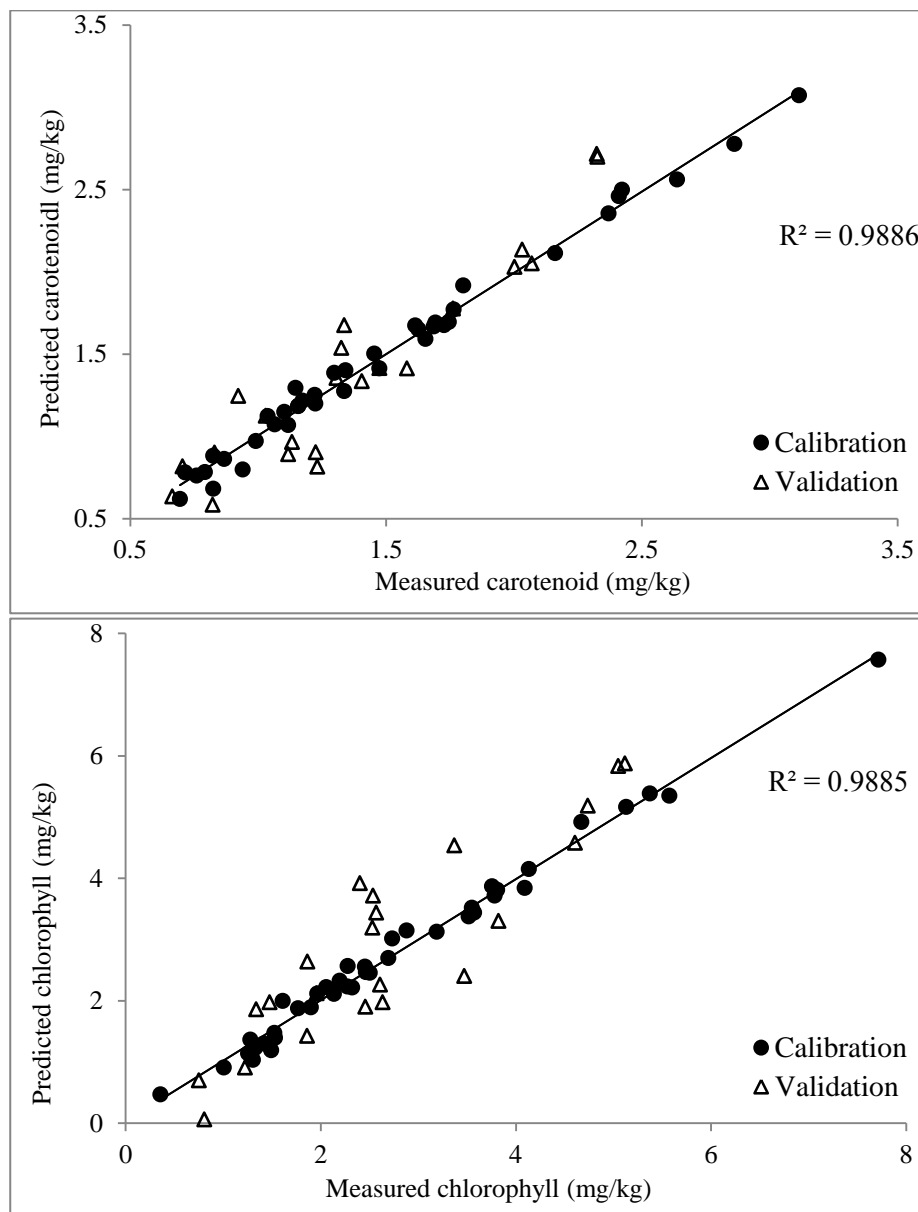 3.5
Predicted carotenoidl (mg/kg)
2.5
R² = 0.9886
1.5
Calibration
Validation
0.5
0.5 1.5 2.5 3.5
Measured carotenoid (mg/kg)
8
Predicted chlorophyll (mg/kg)
6
R² = 0.9885
4
2
Calibration
Validation
0
0 2 4 6 8
Measured chlorophyll (mg/kg)